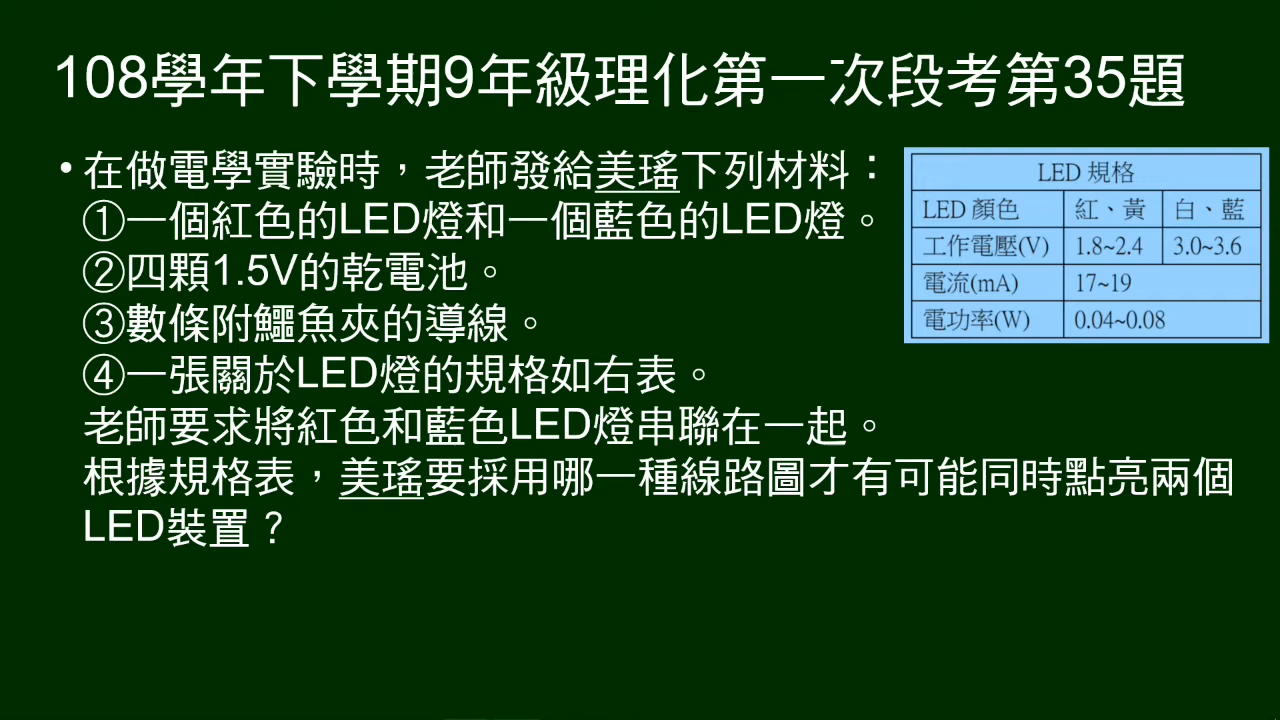 108學年下學期9年級理化第一次段考第35題
•在做電學實驗時，老師發給美瑤下列材料：
①一個紅色的LED燈和一個藍色的LED燈。
②四顆1.5V的乾電池。
③數條附鱷魚夾的導線。
④一張關於LED燈的規格如右表。
老師要求將紅色和藍色LED燈串聯在一起。
根據規格表，美瑤要採用哪一種線路圖才有可能同時點亮兩個
LED裝置？
LED 規格
LED 顏色 紅、黃 白、藍
工作電壓(V) 1.8~2.4 3.0~3.6
電流(mA) 17~19
電功率(W) 0.04~0.08